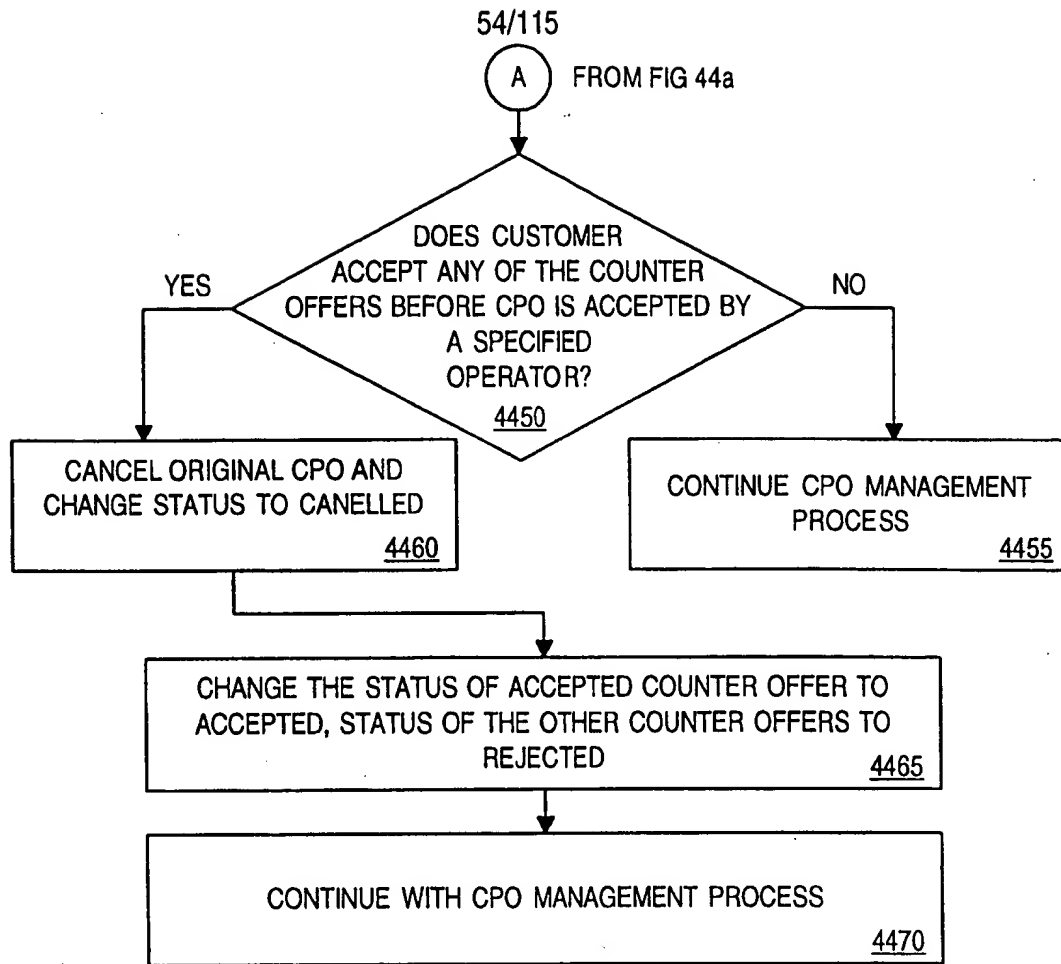 54/115
A FROM FIG 44a
DOES CUSTOMER
ACCEPT ANY OF THE COUNTER
OFFERS BEFORE CPO IS ACCEPTED BY
A SPECIFIED
OPERATOR?
4450
YES
NO
CANCEL ORIGINAL CPO AND
CHANGE STATUS TO CANELLED
4460
CONTINUE CPO MANAGEMENT
PROCESS
4455
CHANGE THE STATUS OF ACCEPTED COUNTER OFFER TO
ACCEPTED, STATUS OF THE OTHER COUNTER OFFERS TO
REJECTED
4465
CONTINUE WITH CPO MANAGEMENT PROCESS
4470